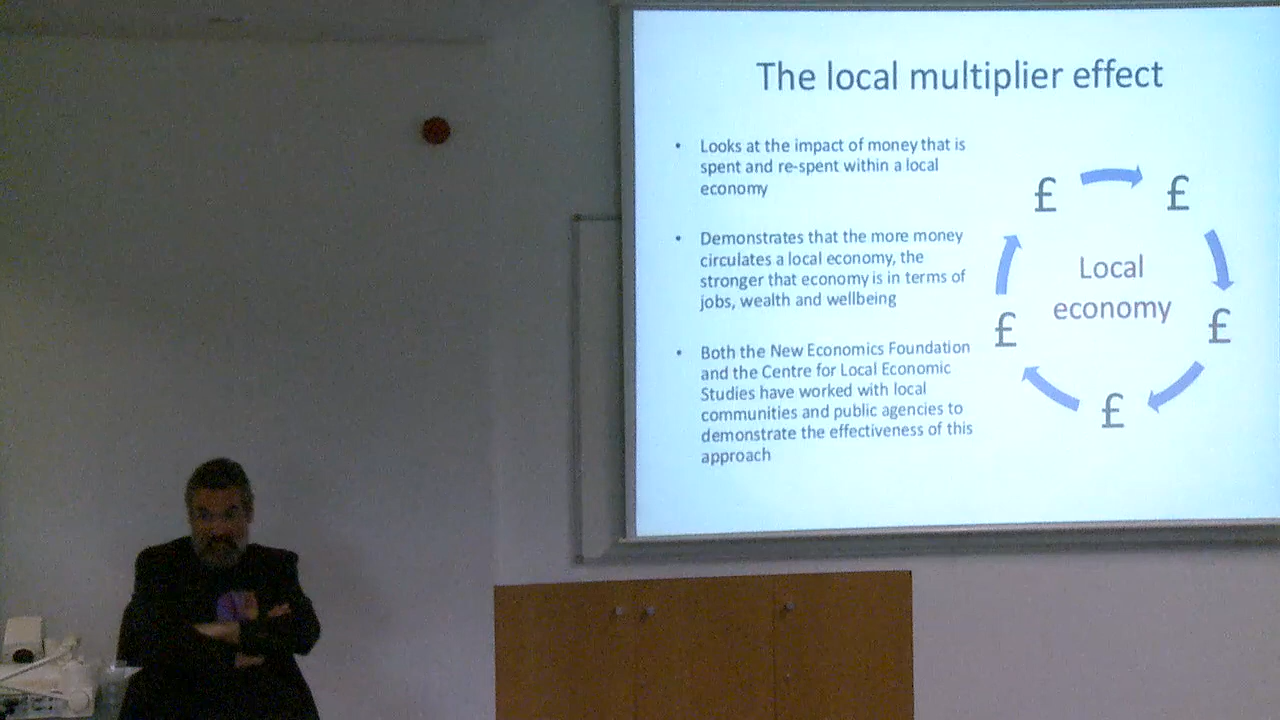 The local multiplier effect
• Looks at the impact of money that is
spent and re-spent within a local
economy
• Demonstrates that the more money
circulates a local economy, the
stronger that economy is in terms of
jobs, wealth and wellbeing
• Both the New Economics Foundation
and the Centre for Local Economic
Studies have worked with local
communities and public agencies to
demonstrate the effectiveness of this
approach
£ £
Local
economy
£ £
£